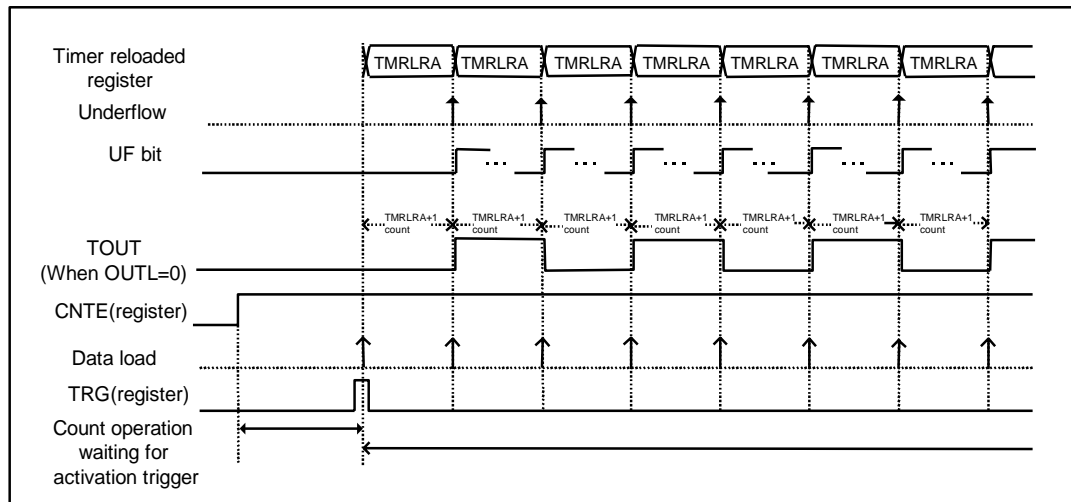 Timer reloaded
register
TMRLRA TMRLRA TMRLRA TMRLRA TMRLRA TMRLRA TMRLRA
Underflow
UF bit
... ... ... ... ... ...
TMRLRA+1 TMRLRA+1 TMRLRA+1 TMRLRA+1 TMRLRA+1 TMRLRA+1 TMRLRA+1
count count count count count count count
TOUT
(When OUTL=0)
CNTE(register)
Data load
TRG(register)
Count operation
waiting for
activation trigger